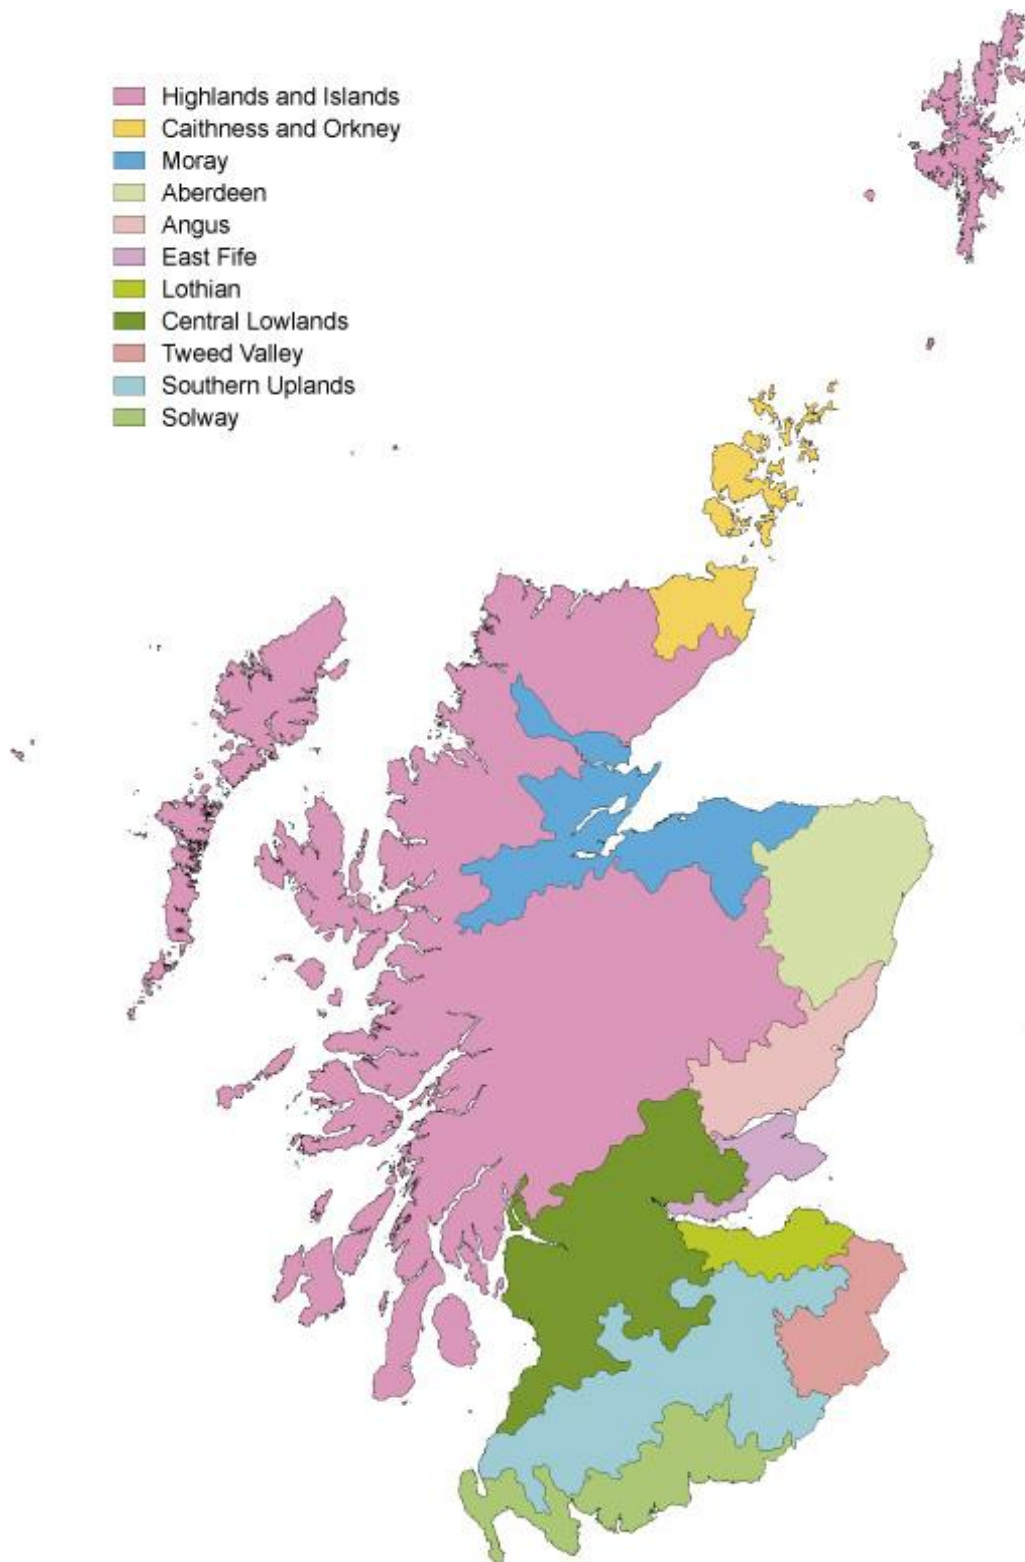 Highlands and Islands
Caithness and Orkney
Moray
Aberdeen
Angus
East Fife
Lothian
Central Lowlands
Tweed Valley
Southern Uplands
Solway